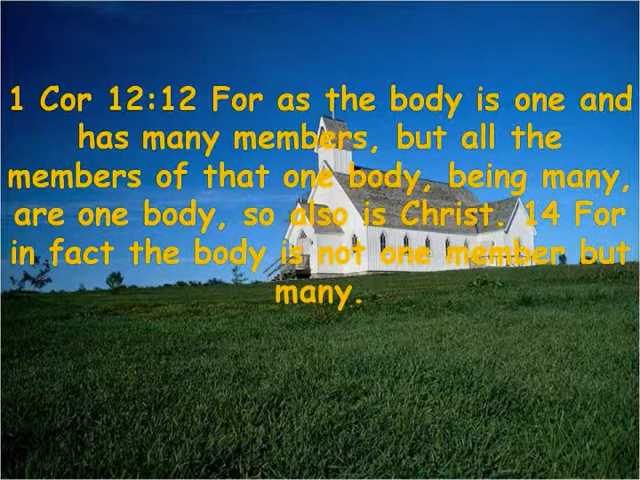 1 Cor 12:12 For as the body is one and
has many members, but all the
members of that one body, being many,
are one body, so also is Christ. 14 For
in fact the body is not one member but
many.